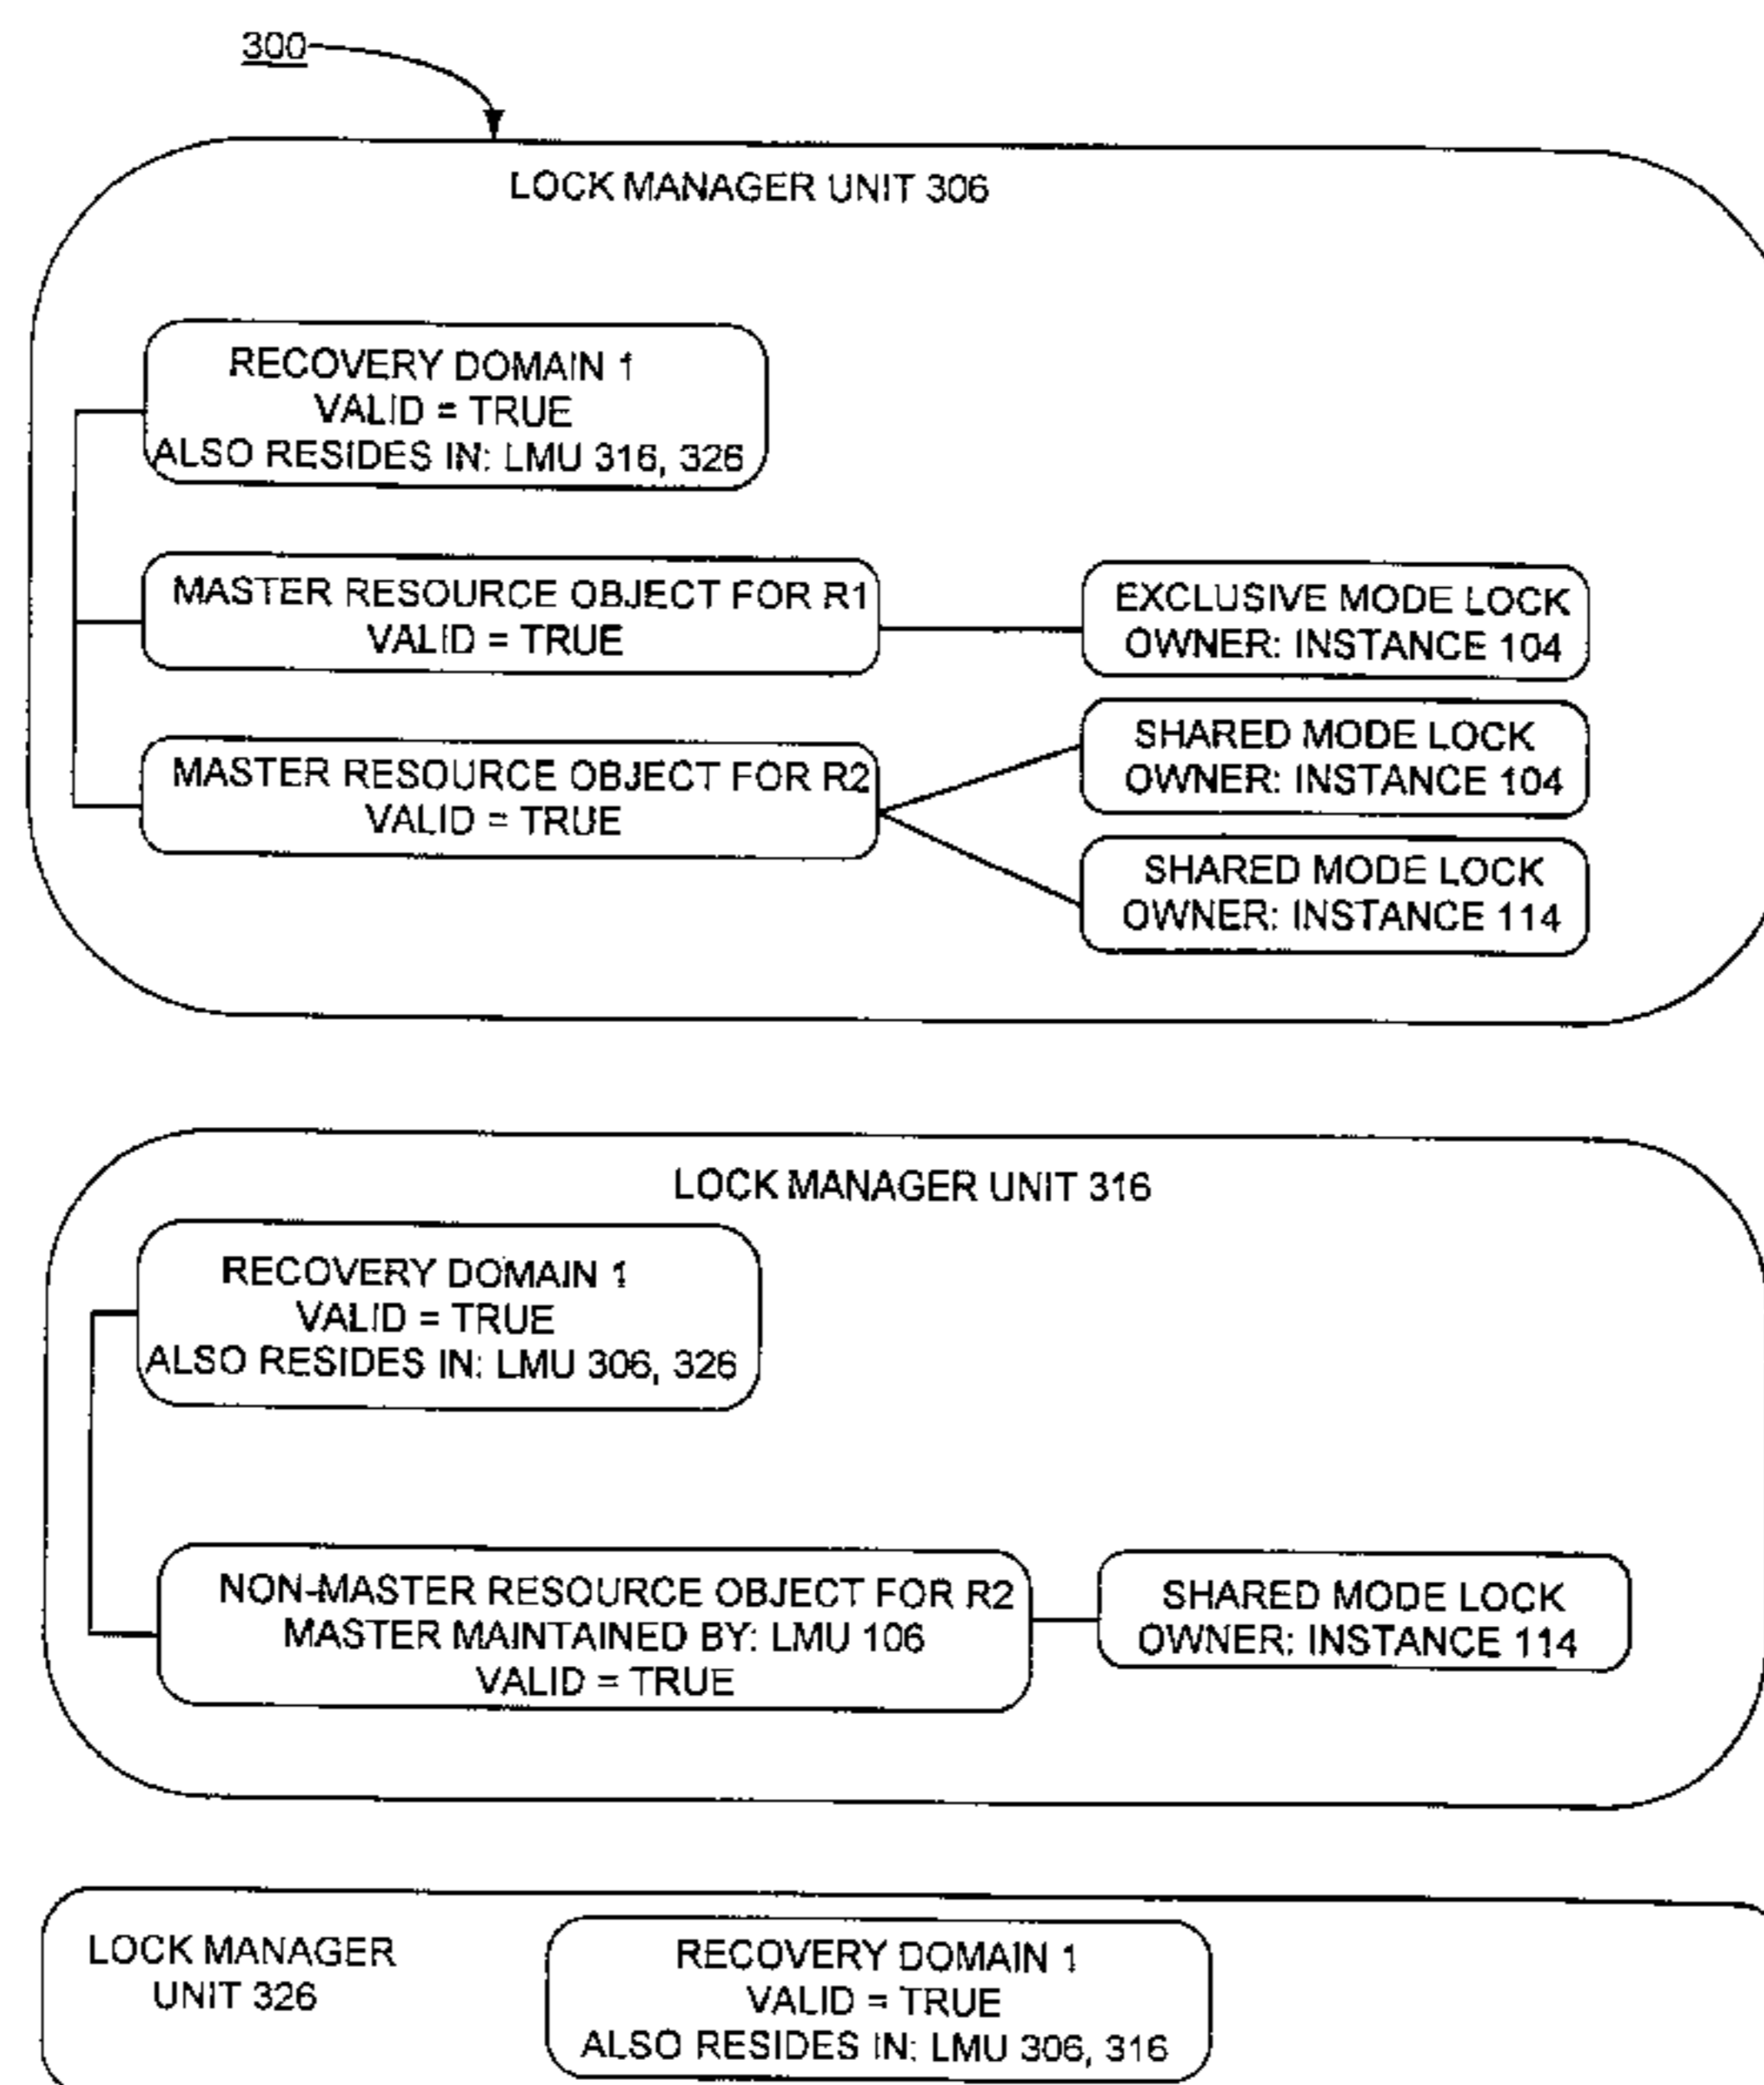 300
LOCK MANAGER UNIT 306
RECOVERY DOMAIN 1
VALID = TRUE
ALSO RESIDES IN: LMU 316, 326
MASTER RESOURCE OBJECT FOR R1
VALID = TRUE
EXCLUSIVE MODE LOCK
OWNER: INSTANCE 104
MASTER RESOURCE OBJECT FOR R2
VALID = TRUE
SHARED MODE LOCK
OWNER: INSTANCE 104
SHARED MODE LOCK
OWNER: INSTANCE 114
LOCK MANAGER UNIT 316
RECOVERY DOMAIN 1
VALID = TRUE
ALSO RESIDES IN: LMU 306, 326
NON-MASTER RESOURCE OBJECT FOR R2
MASTER MAINTAINED BY: LMU 106
VALID = TRUE
SHARED MODE LOCK
OWNER: INSTANCE 114
LOCK MANAGER
UNIT 326
RECOVERY DOMAIN 1
VALID = TRUE
ALSO RESIDES IN: LMU 306, 316